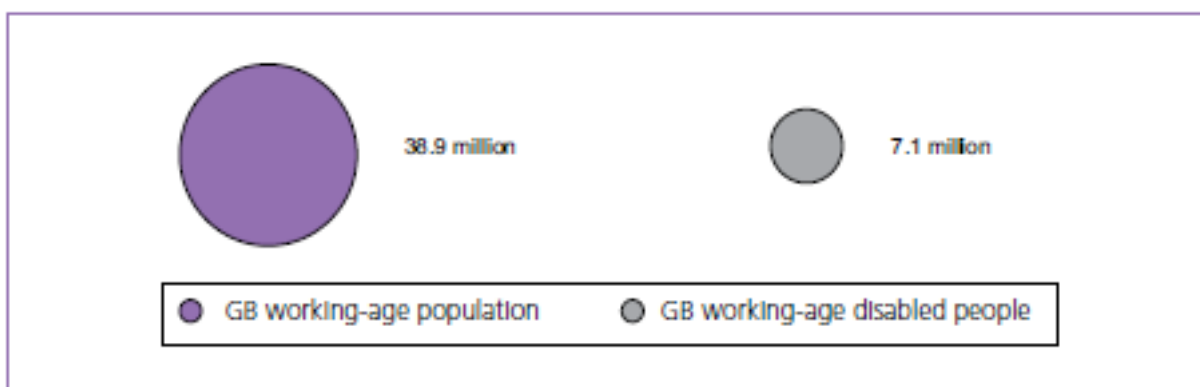 38.9 million
7.1 million
GB working-age population
GB working-age disabled people